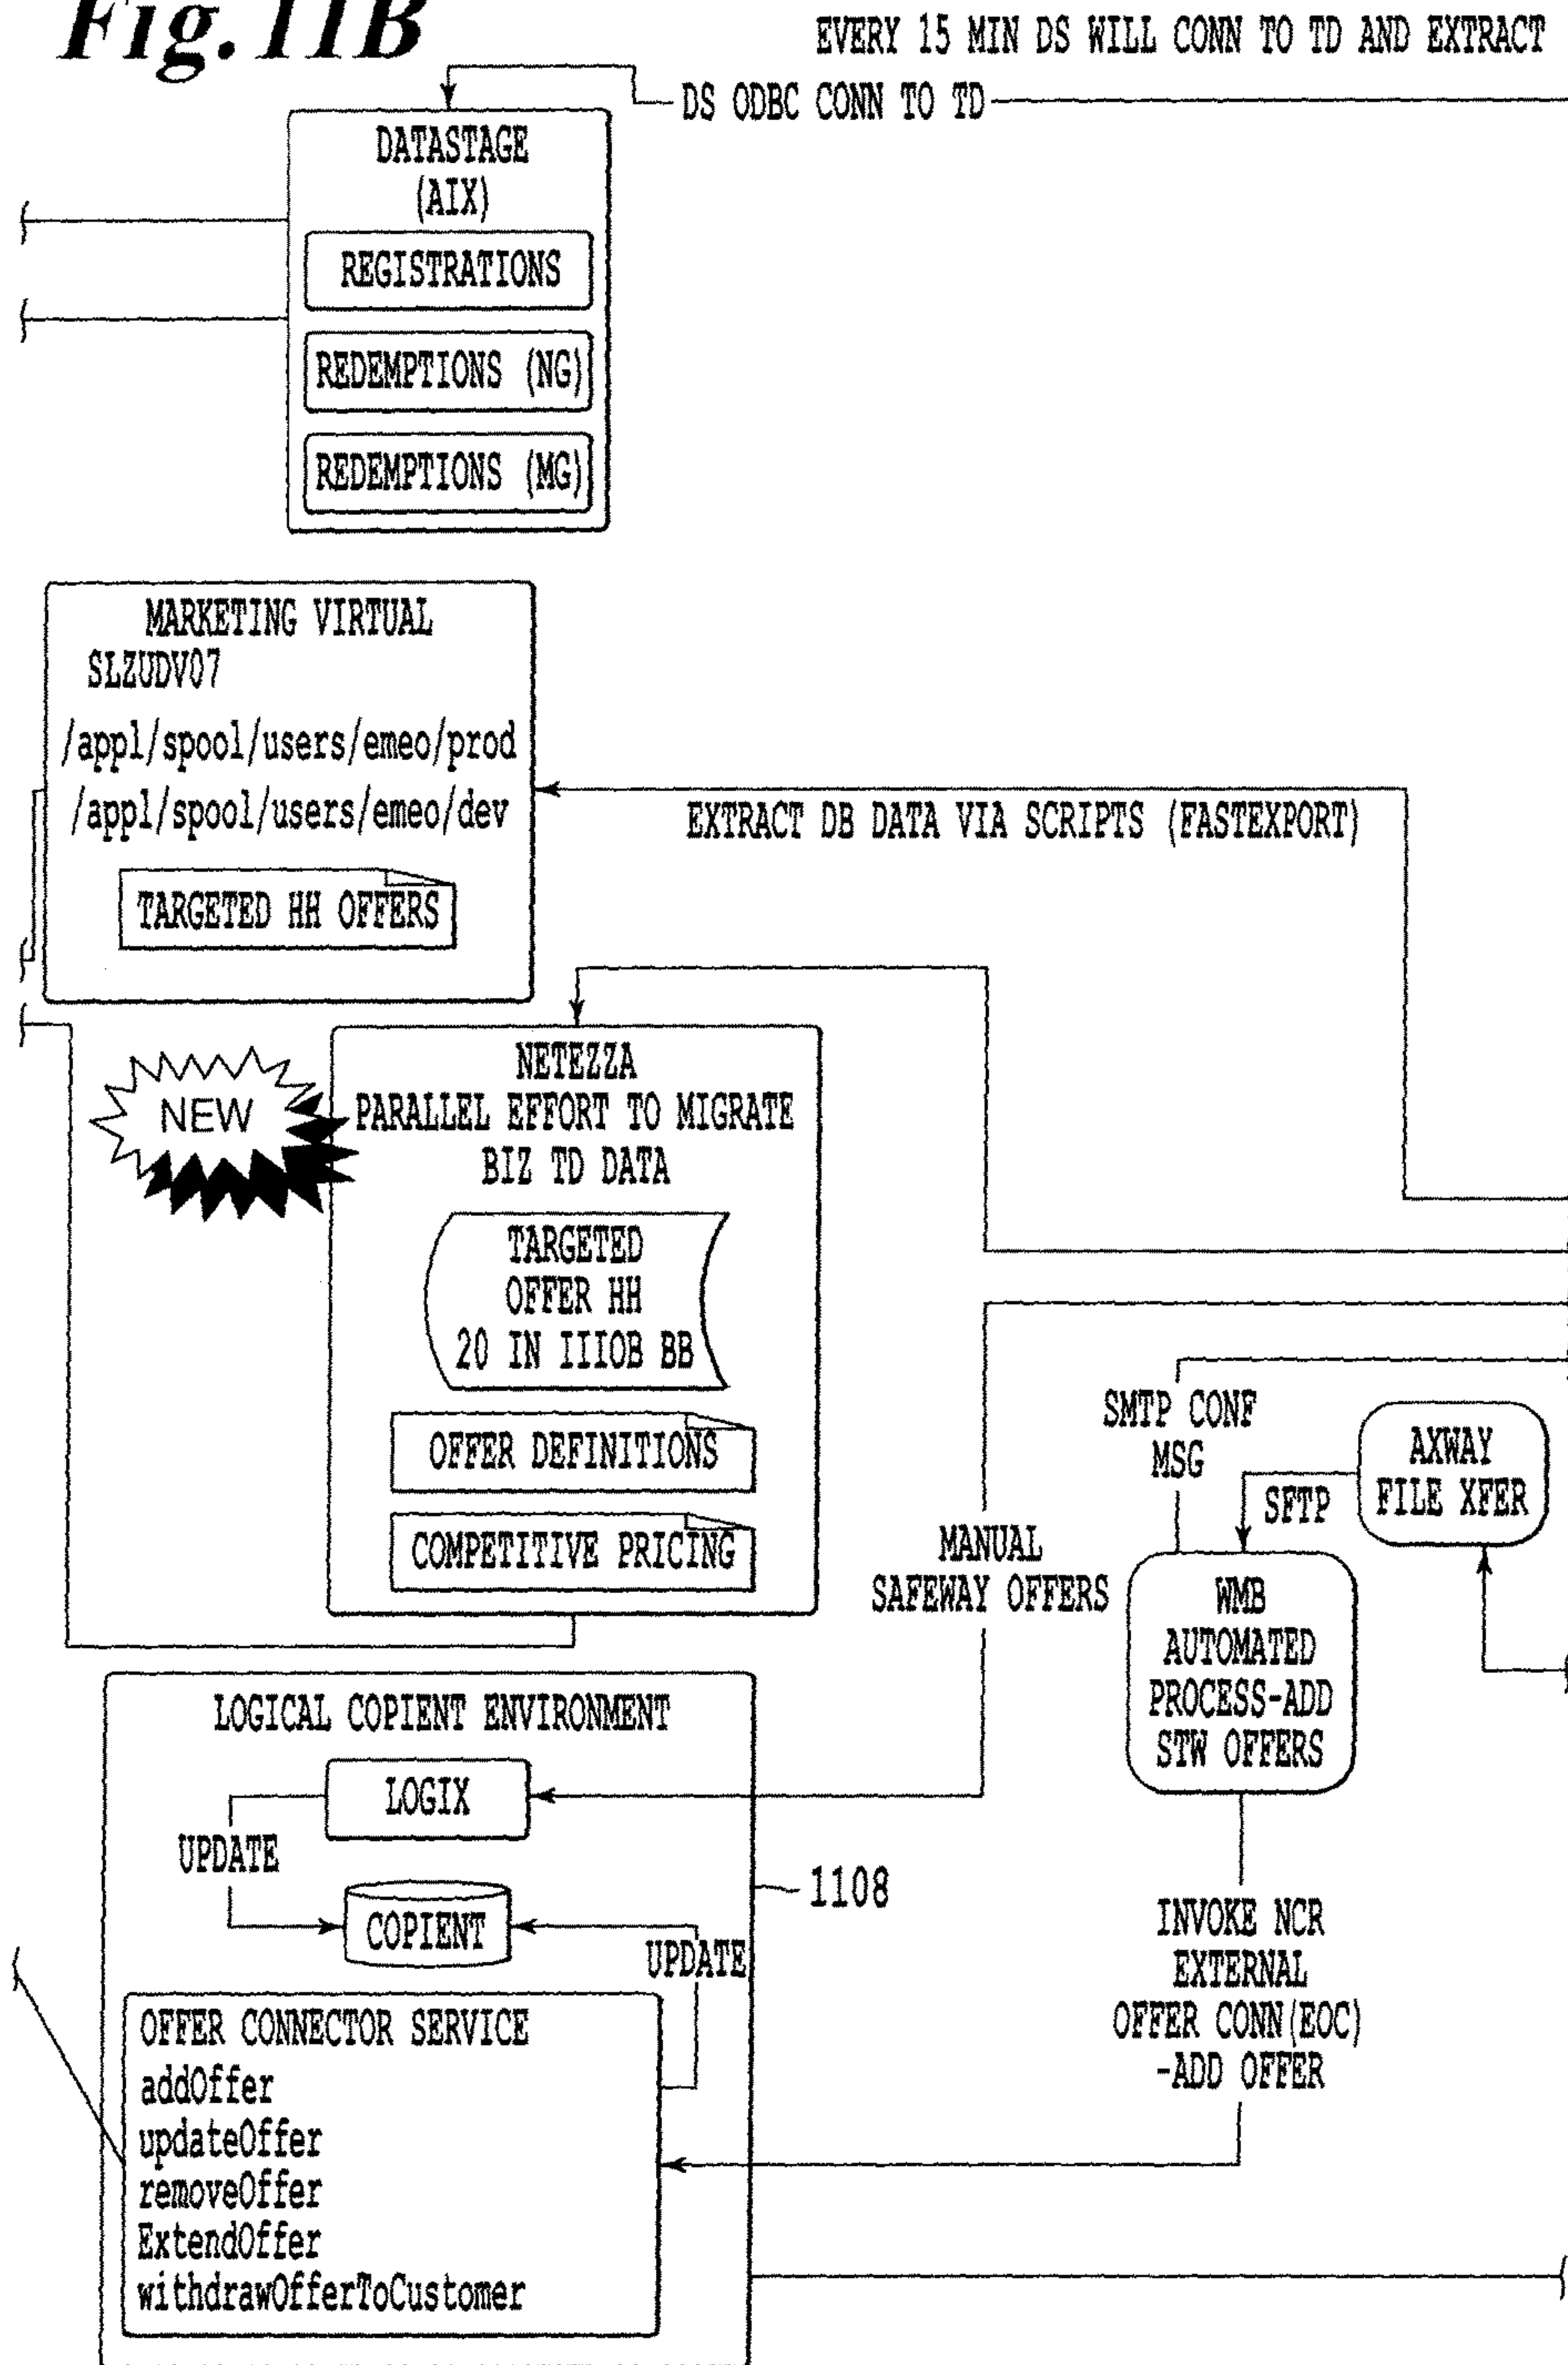 Fig. 11B
EVERY 15 MIN DS WILL CONN TO TD AND EXTRACT
DS ODBC CONN TO TD
DATASTAGE
(AIX)
REGISTRATIONS
REDEMPTIONS (NG)
REDEMPTIONS (MG)
MARKETING VIRTUAL
SLZUDV07
/appl/spool/users/emeo/prod
/appl/spool/users/emeo/dev
TARGETED HH OFFERS
EXTRACT DB DATA VIA SCRIPTS (FASTEXPORT)
NEW
NETEZZA
PARALLEL EFFORT TO MIGRATE
BIZ TD DATA
TARGETED
OFFER HH
20 IN IIIOB BB
OFFER DEFINITIONS
COMPETITIVE PRICING
MANUAL
SAFEWAY OFFERS
SMTP CONF
MSG
SFTP
AXWAY
FILE XFER
WMB
AUTOMATED
PROCESS-ADD
STW OFFERS
INVOKE NCR
EXTERNAL
OFFER CONN(EOC)
-ADD OFFER
LOGICAL COPIENT ENVIRONMENT
LOGIX
UPDATE
COPIENT
UPDATE
1108
OFFER CONNECTOR SERVICE
addOffer
updateOffer
removeOffer
ExtendOffer
withdrawOfferToCustomer